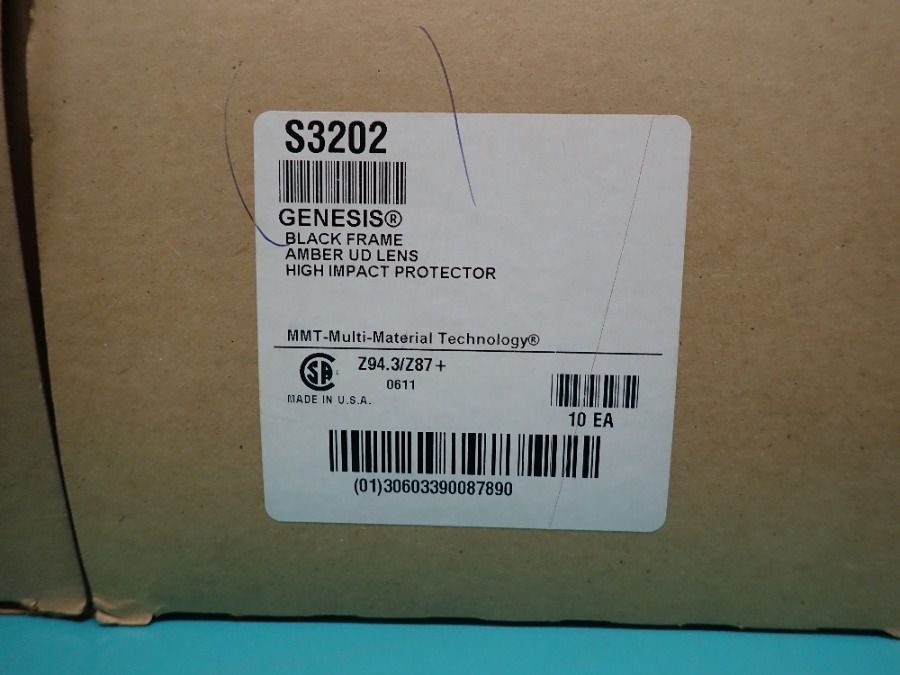 S3202
GENESIS®
BLACK FRAME
AMBER UD LENS
HIGH IMPACT PROTECTOR
MMT-Multi-Material Technology®
SA Z94.3/Z87+
0611
MADE IN U.S.A.
10 EA
(01)30603390087890